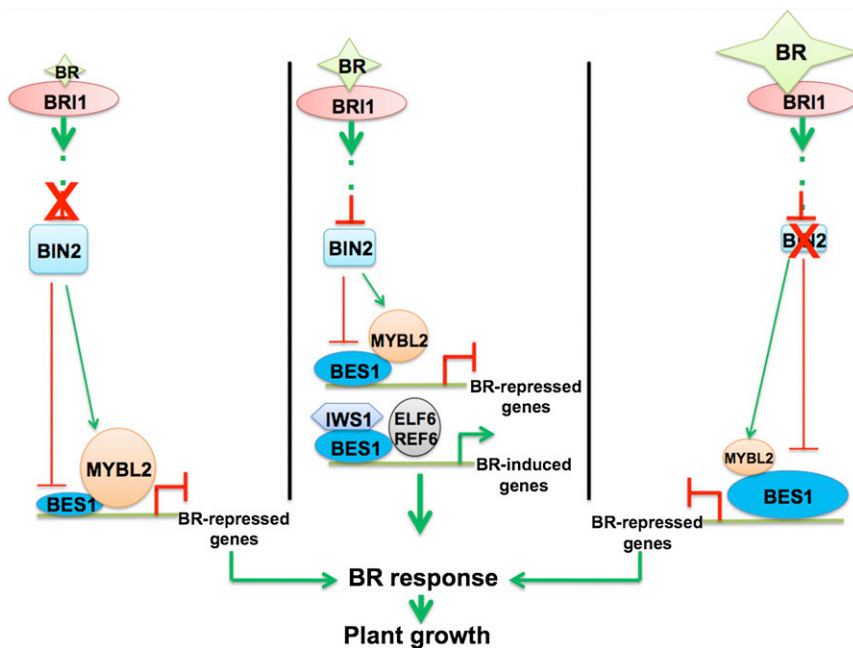 BR
BRI1
X
BIN2
MYBL2
BES1
BR-repressed
genes
BR
BRI1
BIN2
MYBL2
BES1
BR-repressed
genes
IWS1
ELF6
REF6
BES1
BR-induced
genes
BR
BRI1
BIN2
X
MYBL2
BES1
BR-repressed
genes
BR response
Plant growth